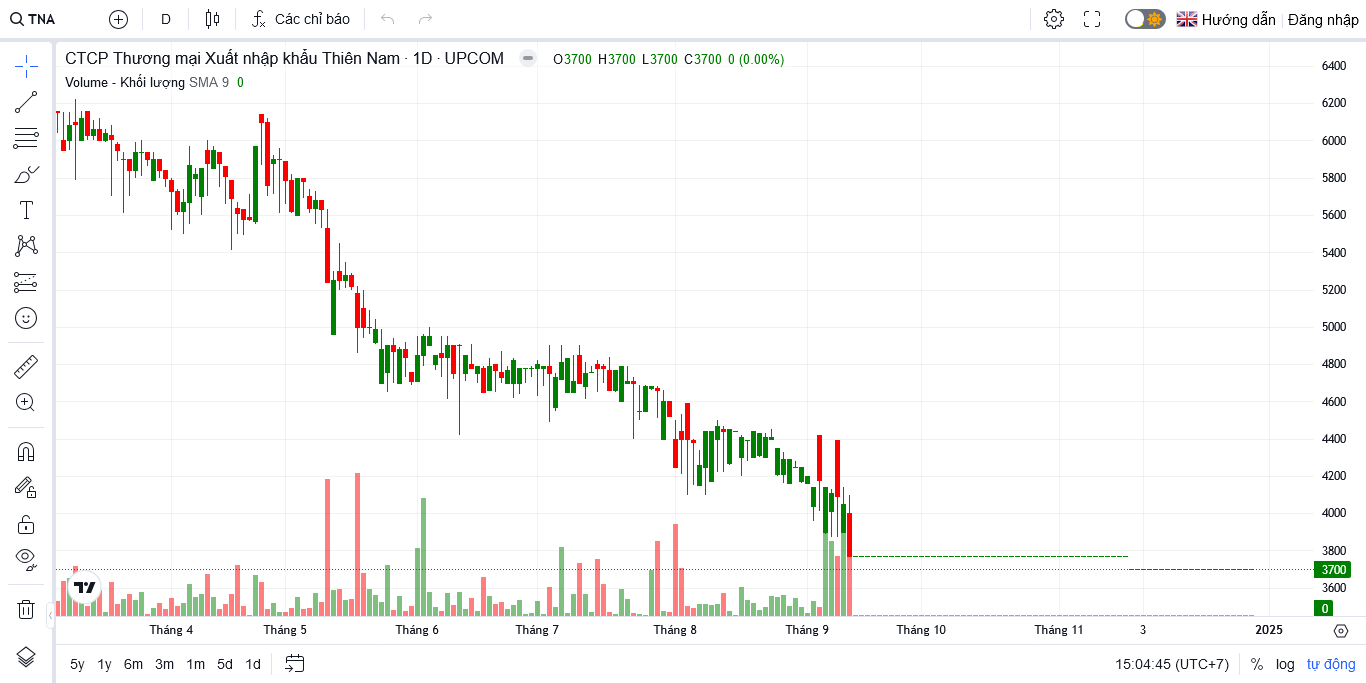 TNA
D
Các chỉ báo
Hướng dẫn
Đăng nhập
CTCP Thương mại Xuất nhập khẩu Thiên Nam · 1D · UPCOM
O3700 H3700 L3700 C3700 0 (0.00%)
Volume - Khối lượng SMA 9 0
6400
6200
6000
5800
5600
5400
5200
5000
4800
4600
4400
4200
4000
3800
3700
3600
0
Tháng 4 Tháng 5 Tháng 6 Tháng 7 Tháng 8 Tháng 9 Tháng 10 Tháng 11 3 2025
5y 1y 6m 3m 1m 5d 1d
15:04:45 (UTC+7) % log tự động